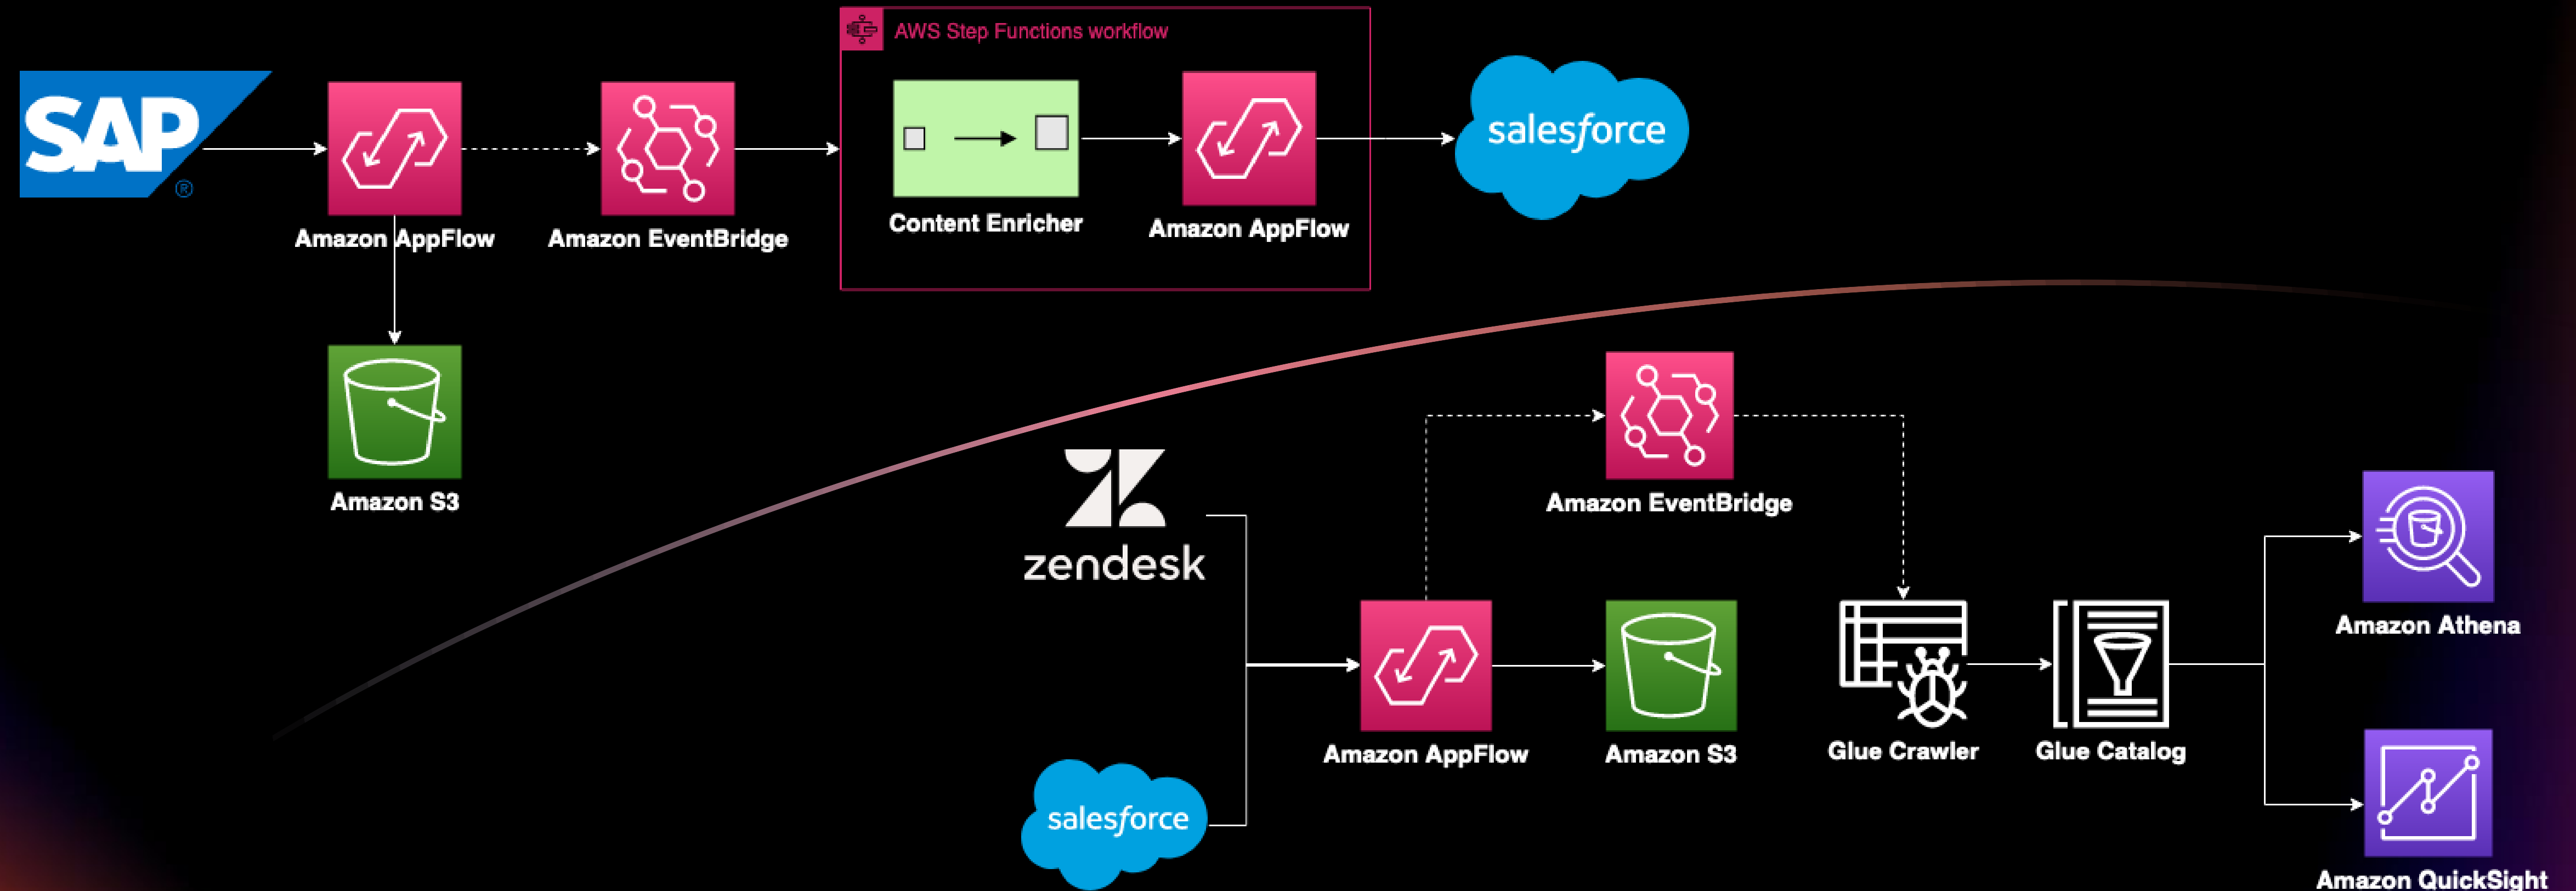 AWS Step Functions workflow
SAP
®
salesforce
Content Enricher
Amazon AppFlow
Amazon AppFlow
Amazon EventBridge
Amazon S3
Amazon EventBridge
zendesk
Amazon Athena
Amazon AppFlow
Amazon S3
Glue Crawler
Glue Catalog
salesforce
Amazon QuickSight